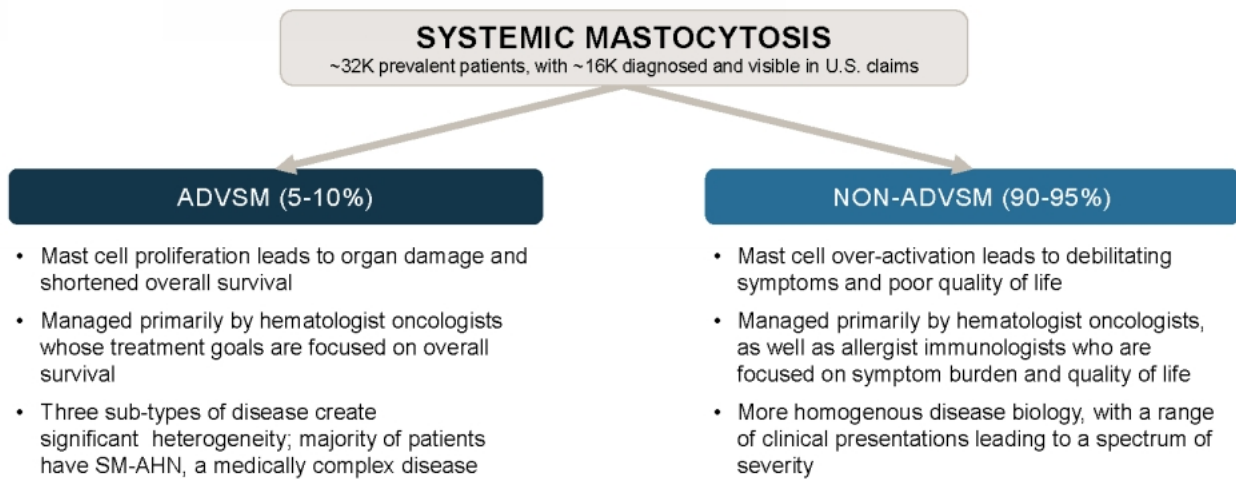 SYSTEMIC MASTOCYTOSIS
~32K prevalent patients, with ~16K diagnosed and visible in U.S. claims
ADVSM (5-10%)
• Mast cell proliferation leads to organ damage and
shortened overall survival
• Managed primarily by hematologist oncologists
whose treatment goals are focused on overall
survival
• Three sub-types of disease create
significant heterogeneity; majority of patients
have SM-AHN, a medically complex disease
NON-ADVSM (90-95%)
• Mast cell over-activation leads to debilitating
symptoms and poor quality of life
• Managed primarily by hematologist oncologists,
as well as allergist immunologists who are
focused on symptom burden and quality of life
• More homogenous disease biology, with a range
of clinical presentations leading to a spectrum of
severity